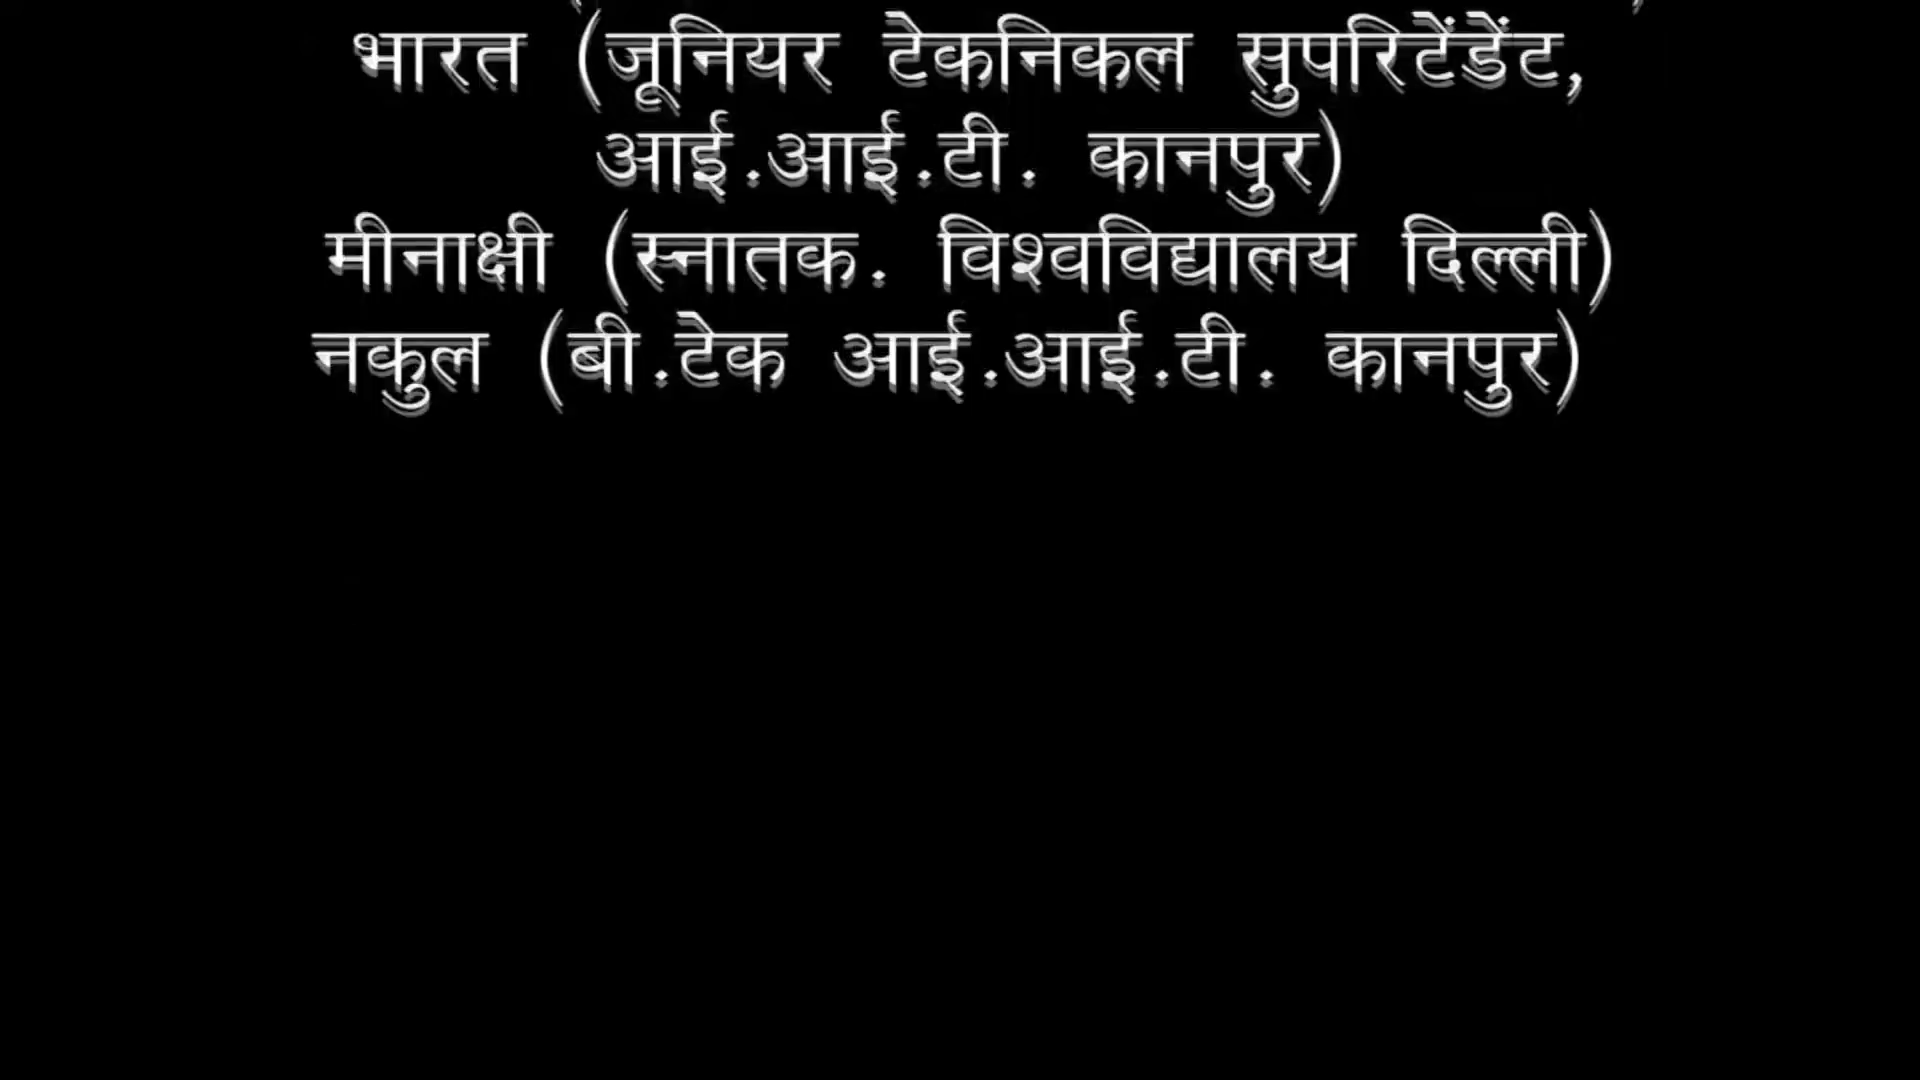 भारत (जूनियर टेकनिकल सुपरिटेंडेंट,
आई.आई.टी. कानपुर)
मीनाक्षी (स्नातक. विश्वविद्यालय दिल्ली)
नकुल (बी.टेक आई.आई.टी. कानपुर)